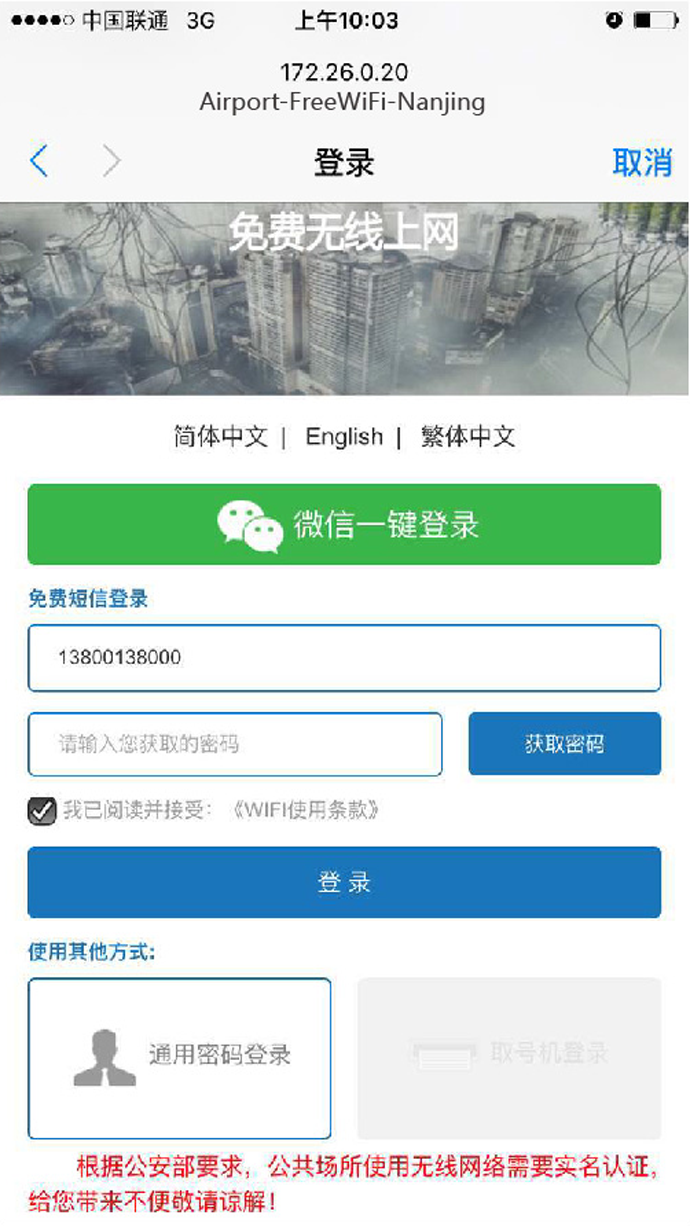 中国联通 3G 上午10:03
172.26.0.20
Airport-FreeWiFi-Nanjing
登录 取消
免费无线上网
简体中文 | English | 繁体中文
微信一键登录
免费短信登录
13800138000
请输入您获取的密码 获取密码
我已阅读并接受：《WIFI使用条款》
登 录
使用其他方式:
通用密码登录 取号机登录
根据公安部要求，公共场所使用无线网络需要实名认证，
给您带来不便敬请谅解！